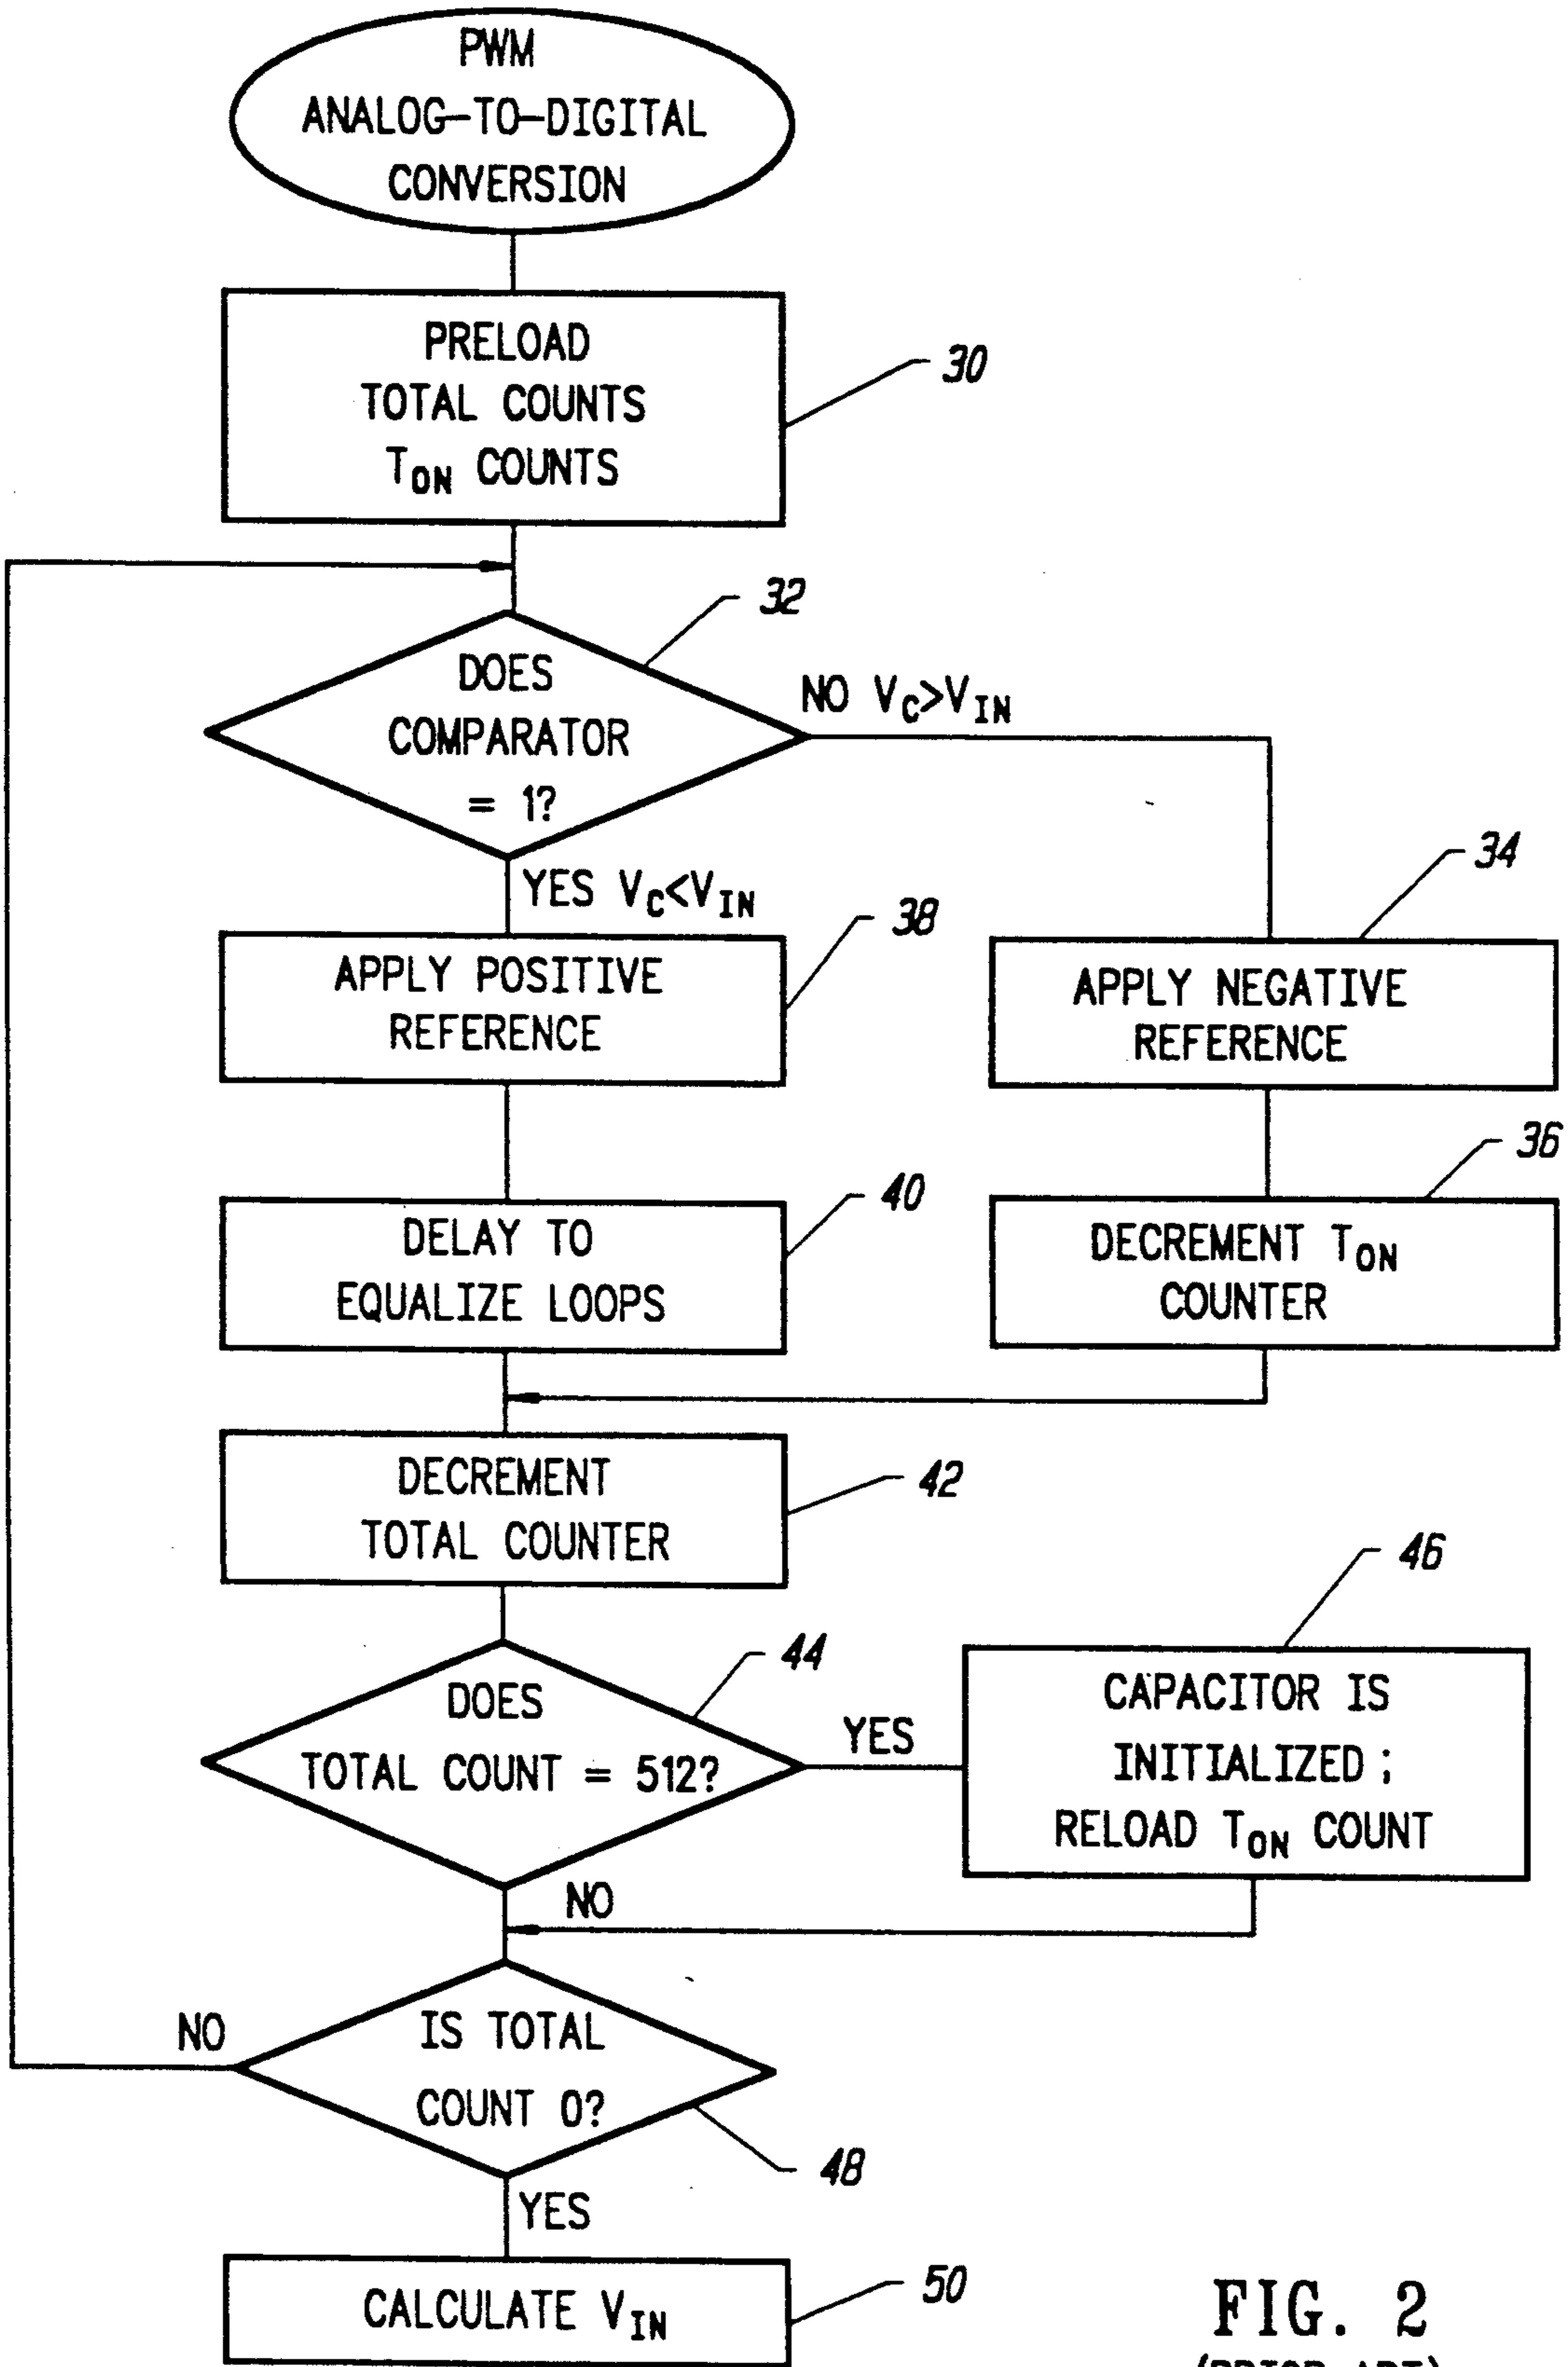 PWM
ANALOG-TO-DIGITAL
CONVERSION
PRELOAD
TOTAL COUNTS
TON COUNTS
30
DOES
COMPARATOR
= 1?
32
NO VC>VIN
YES VC<VIN
34
38
APPLY POSITIVE
REFERENCE
APPLY NEGATIVE
REFERENCE
36
40
DELAY TO
EQUALIZE LOOPS
DECREMENT TON
COUNTER
DECREMENT
TOTAL COUNTER
42
DOES
TOTAL COUNT = 512?
44
YES
46
CAPACITOR IS
INITIALIZED ;
RELOAD TON COUNT
NO
NO
IS TOTAL
COUNT 0?
48
YES
CALCULATE VIN
50
FIG. 2
(PRIOR ART)